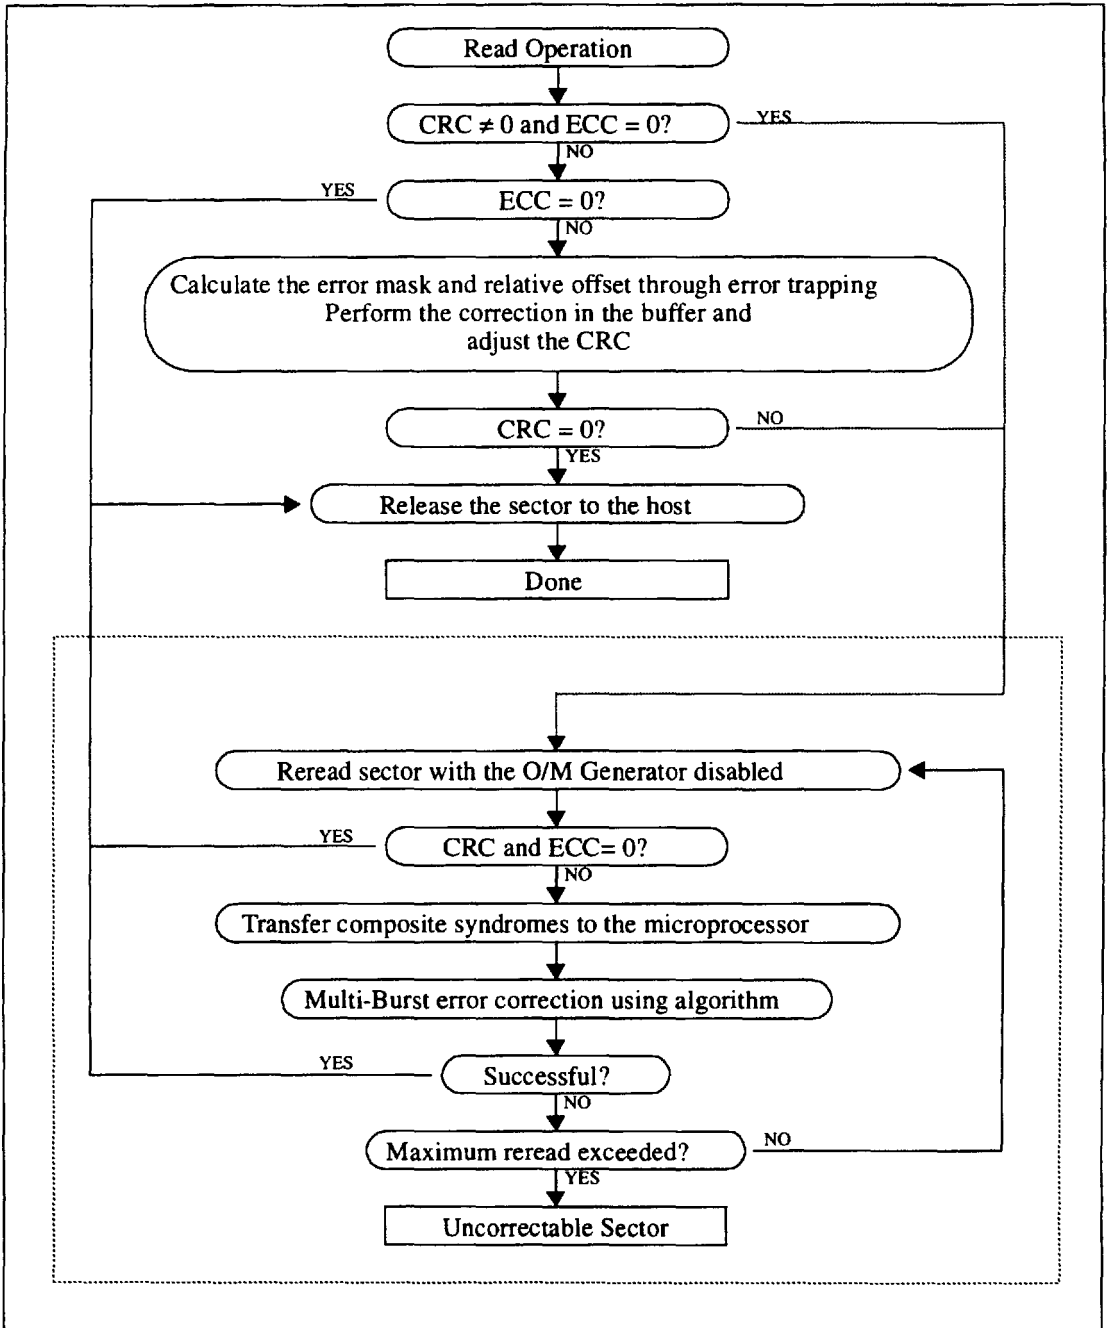 Read Operation
CRC ≠ 0 and ECC = 0?
YES
NO
YES
ECC = 0?
NO
Calculate the error mask and relative offset through error trapping
Perform the correction in the buffer and
adjust the CRC
CRC = 0?
NO
YES
Release the sector to the host
Done
Reread sector with the O/M Generator disabled
YES
CRC and ECC= 0?
NO
Transfer composite syndromes to the microprocessor
Multi-Burst error correction using algorithm
YES
Successful?
NO
Maximum reread exceeded?
NO
YES
Uncorrectable Sector